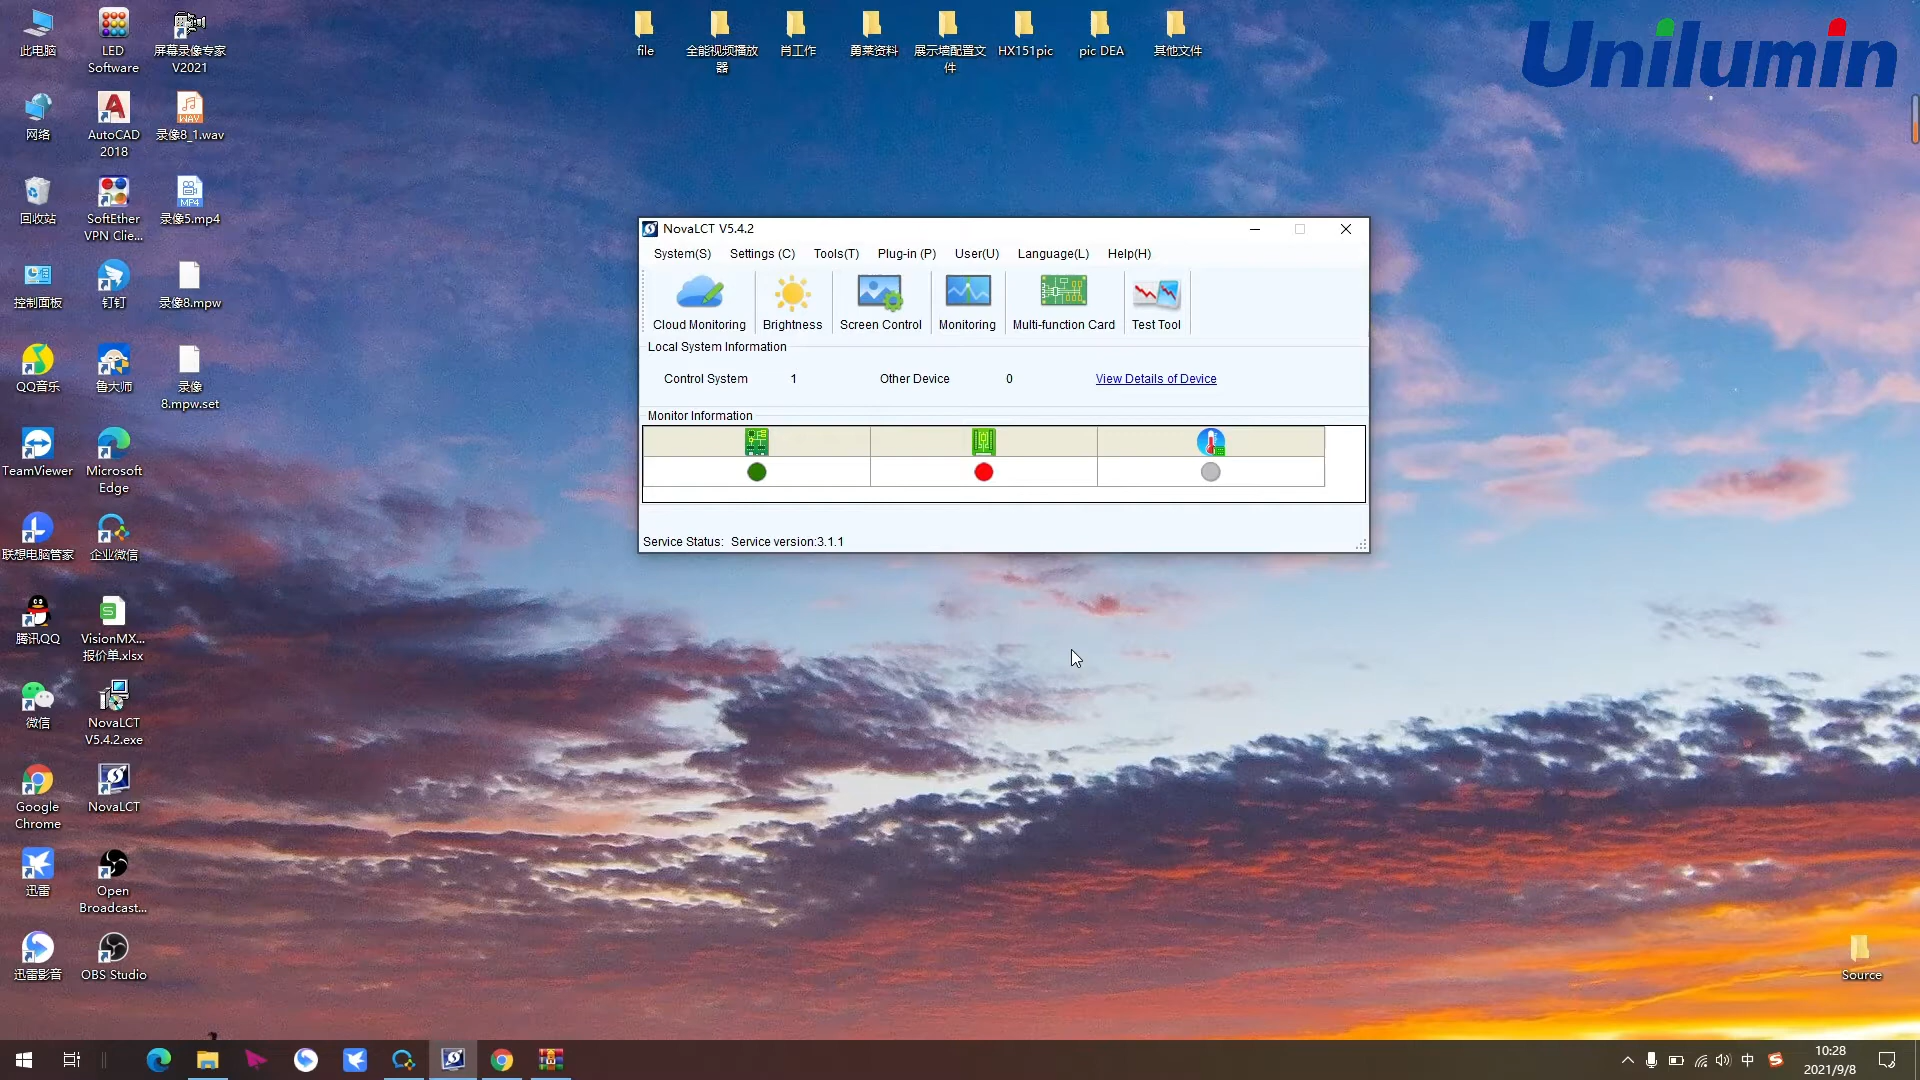 此电脑
LED
Software
屏幕录像专家
V2021
file
全能视频播放
器
肖工作
勇莱资料
展示墙配置文
件
HX151pic
pic DEA
其他文件
Unilumin
网络
AutoCAD
2018
WAV
录像8_1.wav
回收站
SoftEther
VPN Clie...
MP4
录像5.mp4
控制面板
钉钉
录像8.mpw
QQ音乐
鲁大师
录像
8.mpw.set
TeamViewer
Microsoft
Edge
联想电脑管家
企业微信
腾讯QQ
VisionMX...
报价单.xlsx
微信
NovaLCT
V5.4.2.exe
Google
Chrome
NovaLCT
迅雷
Open
Broadcast...
迅雷影音
OBS Studio
NovaLCT V5.4.2
System(S) Settings (C) Tools(T) Plug-in (P) User(U) Language(L) Help(H)
Cloud Monitoring Brightness Screen Control Monitoring Multi-function Card Test Tool
Local System Information
Control System 1 Other Device 0 View Details of Device
Monitor Information
Service Status: Service version:3.1.1
Source
中
10:28
2021/9/8